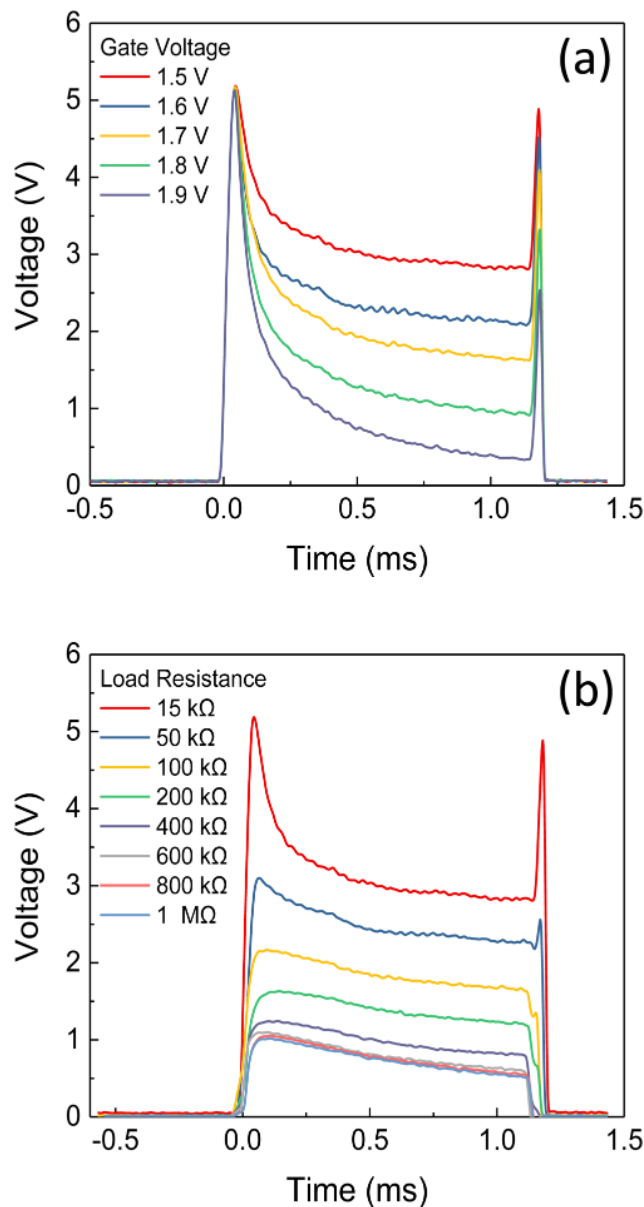 (a)
Gate Voltage
1.5 V
1.6 V
1.7 V
1.8 V
1.9 V
Voltage (V)
6
5
4
3
2
1
0
-0.5 0.0 0.5 1.0 1.5
Time (ms)
(b)
Load Resistance
15 kΩ
50 kΩ
100 kΩ
200 kΩ
400 kΩ
600 kΩ
800 kΩ
1 MΩ
Voltage (V)
6
5
4
3
2
1
0
-0.5 0.0 0.5 1.0 1.5
Time (ms)